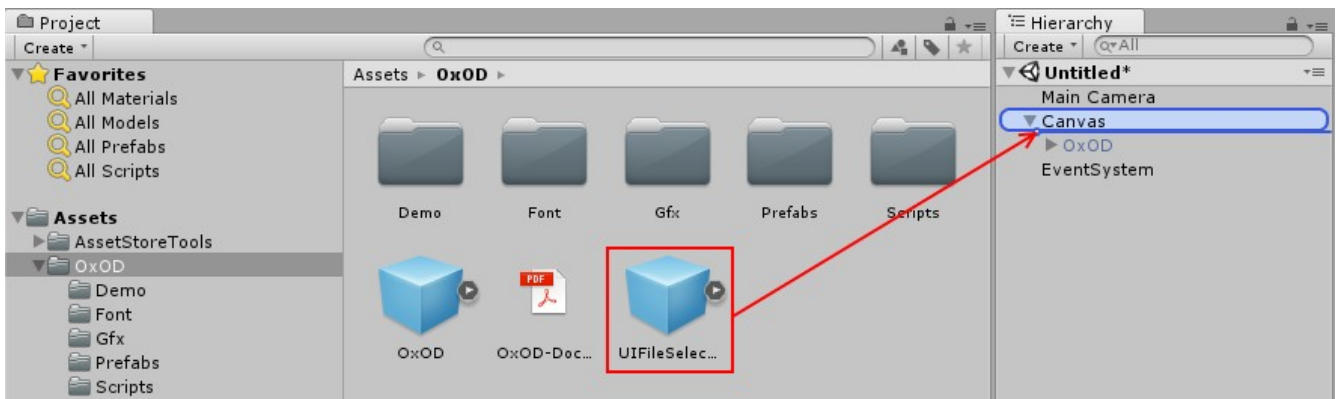 Project
Create
Favorites
All Materials
All Models
All Prefabs
All Scripts
Assets
AssetStoreTools
OxOD
Demo
Font
Gfx
Prefabs
Scripts
Assets OxOD
Demo Font Gfx Prefabs Scripts
PDF
OxOD OxOD-Doc... UIFileSelec...
Hierarchy
Create All
Untitled*
Main Camera
Canvas
OxOD
EventSystem